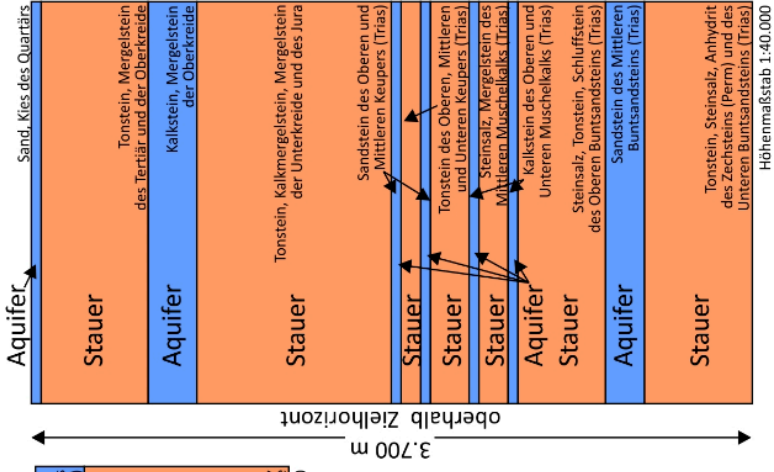 Aquifer
Sand, Kies des Quartärs
Stauer
Tonstein, Mergelstein
des Tertiär und der Oberkreide
Aquifer
Kalkstein, Mergelstein
der Oberkreide
Stauer
Tonstein, Kalkmergelstein, Mergelstein
der Unterkreide und des Jura
Sandstein des Oberen und
Mittleren Keupers (Trias)
Stauer
Stauer
Tonstein des Oberen, Mittleren
und Unteren Keupers (Trias)
Stauer
Steinsalz, Mergelstein des
Mittleren Muschelkalks (Trias)
Aquifer
Kalkstein des Oberen und
Unteren Muschelkalks (Trias)
Stauer
Steinsalz, Tonstein, Schluffstein
des Oberen Buntsandsteins (Trias)
Aquifer
Sandstein des Mittleren
Buntsandsteins (Trias)
Stauer
Tonstein, Steinsalz, Anhydrit
des Zechsteins (Perm) und des
Unteren Buntsandsteins (Trias)
Höhenmaßstab 1:40.000
3.700 m
oberhalb Zielhorizont